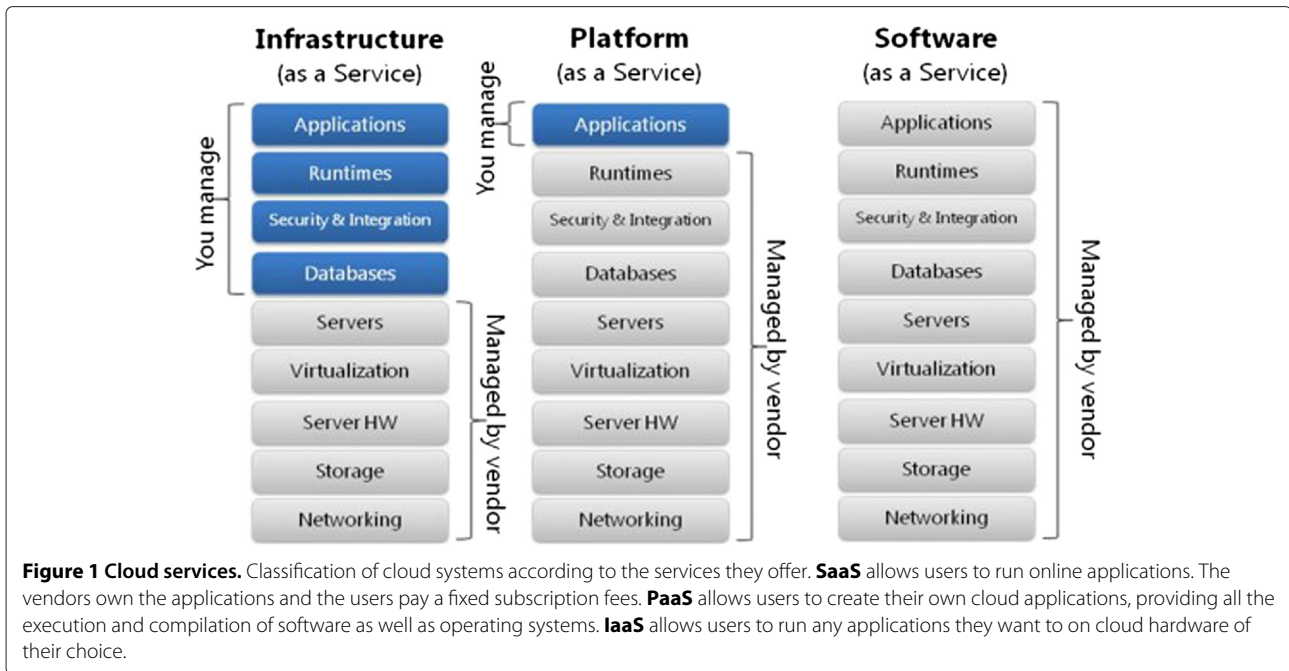 Infrastructure
(as a Service)
You manage
Applications
Runtimes
Security & Integration
Databases
Servers
Virtualization
Server HW
Storage
Networking
Managed by vendor
Platform
(as a Service)
You manage
Applications
Runtimes
Security & Integration
Databases
Servers
Virtualization
Server HW
Storage
Networking
Managed by vendor
Software
(as a Service)
Applications
Runtimes
Security & Integration
Databases
Servers
Virtualization
Server HW
Storage
Networking
Managed by vendor
Figure 1 Cloud services. Classification of cloud systems according to the services they offer. SaaS allows users to run online applications. The
vendors own the applications and the users pay a fixed subscription fees. PaaS allows users to create their own cloud applications, providing all the
execution and compilation of software as well as operating systems. IaaS allows users to run any applications they want to on cloud hardware of
their choice.